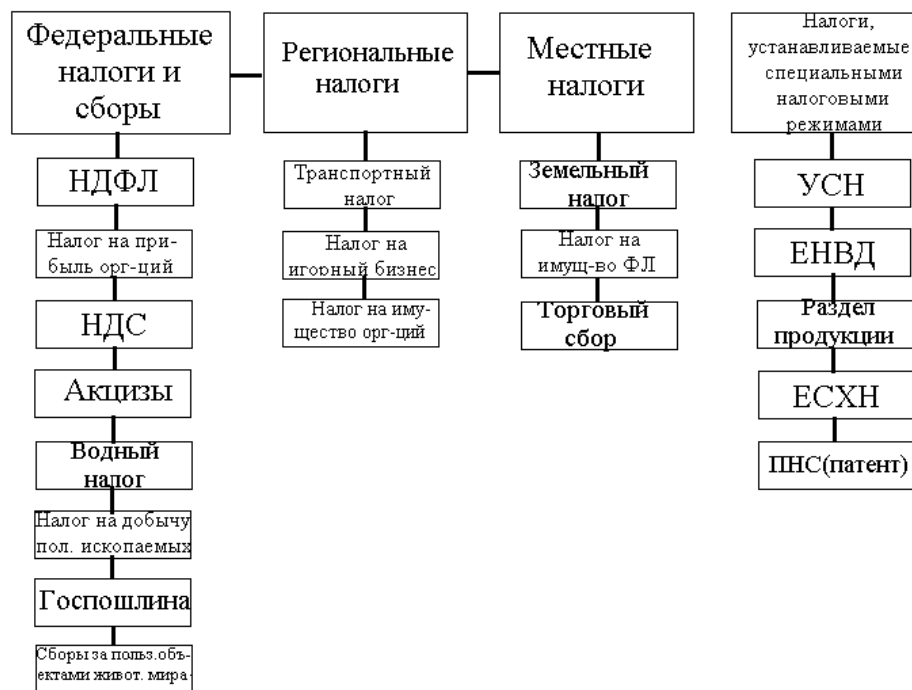 Федеральные
налоги и
сборы
НДФЛ
Налог на при-
быль орг-ций
НДС
Акцизы
Водный
налог
Налог на добычу
пол. ископаемых
Госпошлина
Сборы за польз.объ-
ектами живот. мира
Региональные
налоги
Транспортный
налог
Налог на
игорный бизнес
Налог на иму-
щество орг-ций
Местные
налоги
Земельный
налог
Налог на
имущ-во ФЛ
Торговый
сбор
Налоги,
устанавливаемые
специальными
налоговыми
режимами
УСН
ЕНВД
Раздел
продукции
ЕСХН
ПНС(патент)